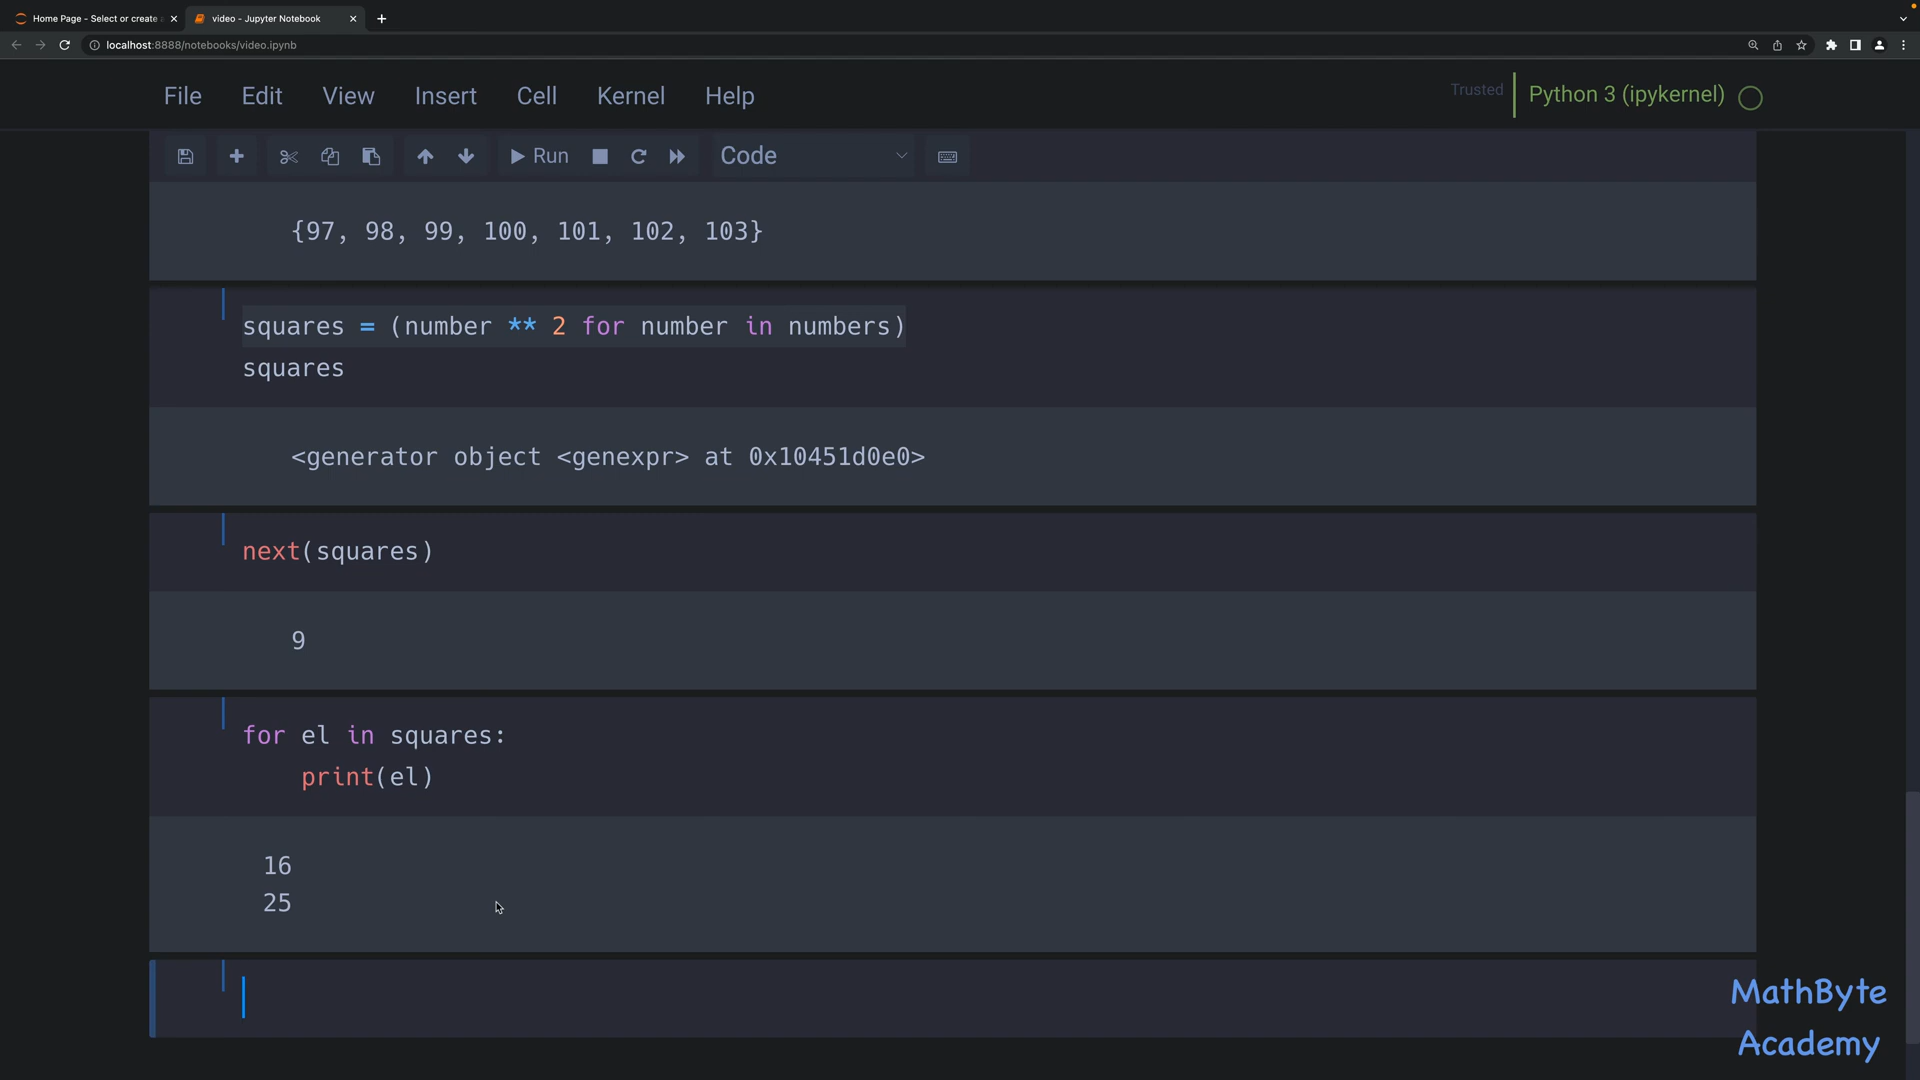 Home Page - Select or create
video - Jupyter Notebook
localhost:8888/notebooks/video.ipynb
File Edit View Insert Cell Kernel Help
Trusted
Python 3 (ipykernel)
Run
Code
{97, 98, 99, 100, 101, 102, 103}
squares = (number ** 2 for number in numbers)
squares
<generator object <genexpr> at 0x10451d0e0>
next(squares)
9
for el in squares:
    print(el)
16
25
MathByte
Academy